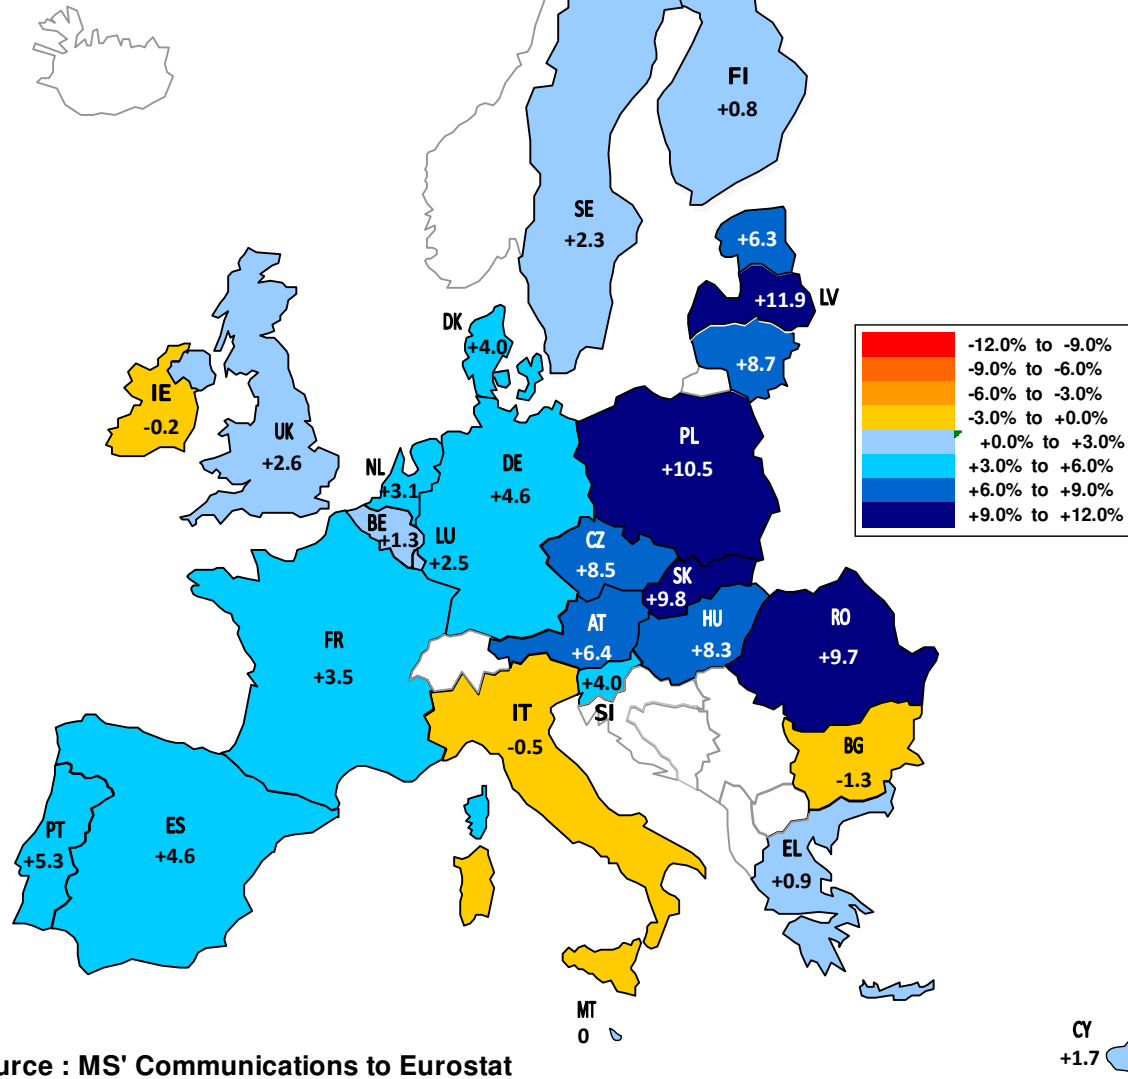 FI
+0.8
SE
+2.3
+6.3
+11.9 LV
DK
+4.0
-12.0% to -9.0%
-9.0% to -6.0%
-6.0% to -3.0%
-3.0% to +0.0%
+0.0% to +3.0%
+3.0% to +6.0%
+6.0% to +9.0%
+9.0% to +12.0%
+8.7
IE
-0.2
UK
+2.6
PL
+10.5
NL
+3.1
DE
+4.6
BE
+1.3
LU
+2.5
CZ
+8.5
SK
+9.8
AT
+6.4
HU
+8.3
RO
+9.7
FR
+3.5
+4.0
SI
IT
-0.5
BG
-1.3
PT
+5.3
ES
+4.6
EL
+0.9
MT
0
CY
+1.7
urce : MS' Communications to Eurostat